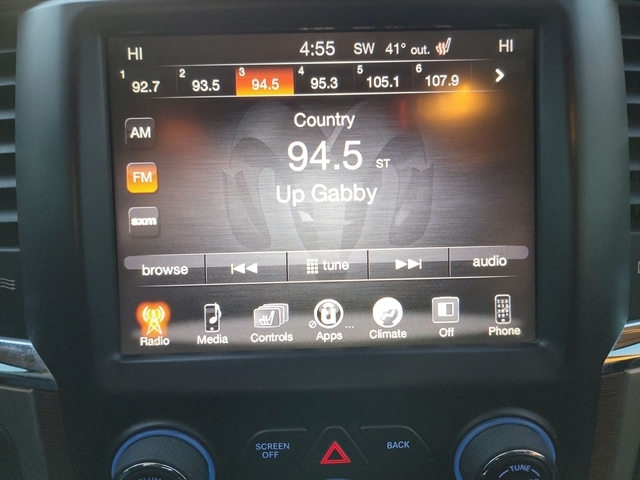 HI 4:55 SW 41° out. HI
1 92.7 2 93.5 3 94.5 4 95.3 5 105.1 6 107.9
AM
Country
94.5 ST
FM
Up Gabby
sxm
browse tune audio
Radio Media Controls Apps ... Climate Off Phone
SCREEN OFF BACK
TUNE